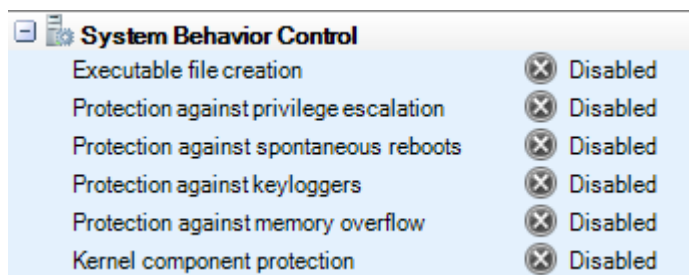 System Behavior Control
Executable file creation Disabled
Protection against privilege escalation Disabled
Protection against spontaneous reboots Disabled
Protection against keyloggers Disabled
Protection against memory overflow Disabled
Kernel component protection Disabled